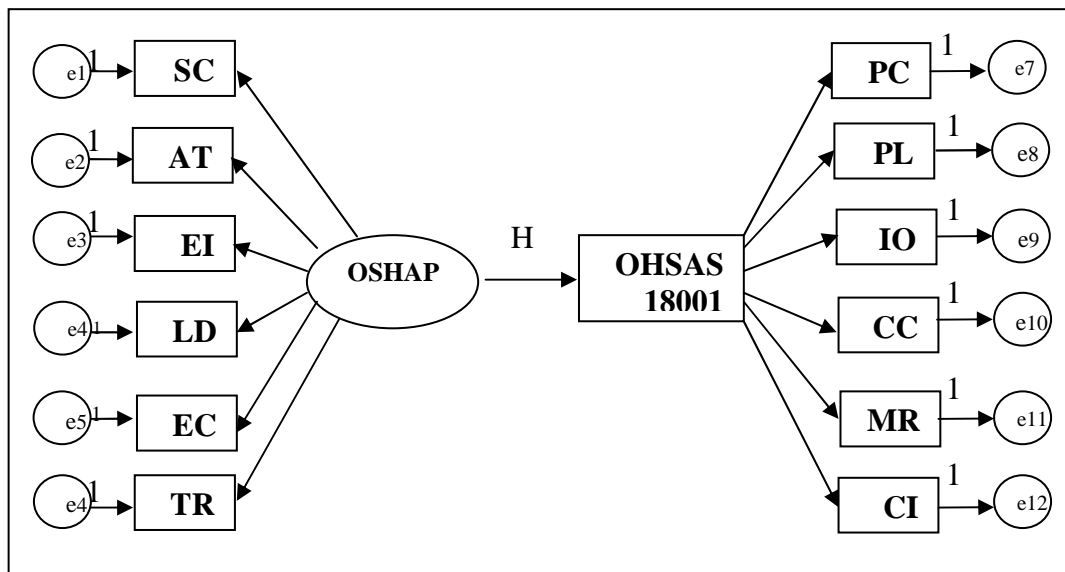 e1 1 SC
e2 1 AT
e3 1 EI
e4 1 LD
e5 1 EC
e4 1 TR
OSHAP
H
OHSAS
18001
PC 1 e7
PL 1 e8
IO 1 e9
CC 1 e10
MR 1 e11
CI 1 e12